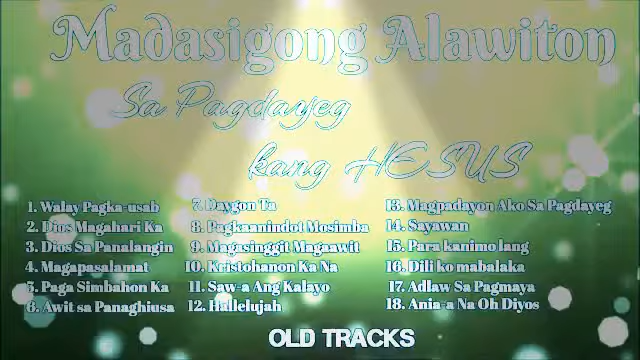 Madasigong Alawiton
Sa Pagdayeg
kang HESUS
1. Walay Pagka-usab
2. Dios Magahari Ka
3. Dios Sa Panalangin
4. Magapasalamat
5. Paga Simbahon Ka
6. Awit sa Panaghiusa
7. Daygon Ta
8. Pagkaanindot Mosimba
9. Magasinggit Magaawit
10. Kristohanon Ka Na
11. Saw-a Ang Kalayo
12. Hallelujah
13. Magpadayon Ako Sa Pagdayeg
14. Sayawan
15. Para kanimo lang
16. Dili ko mabalaka
17. Adlaw Sa Pagmaya
18. Ania-a Na Oh Diyos
OLD TRACKS